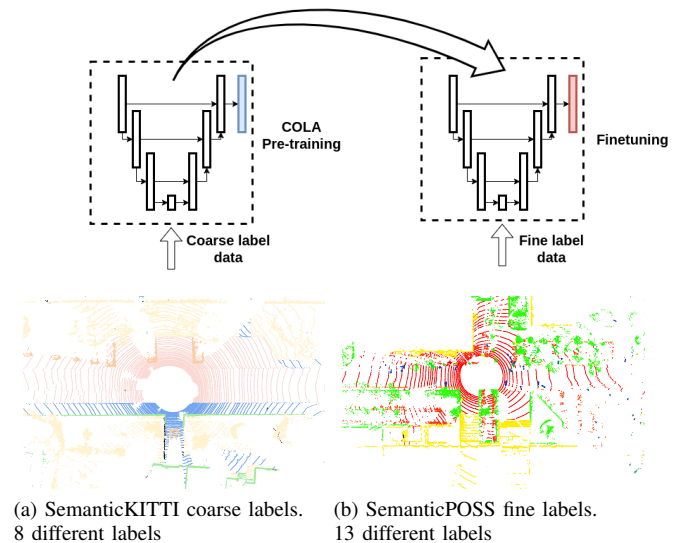 COLA
Pre-training
Finetuning
Coarse label
data
Fine label
data
(a) SemanticKITTI coarse labels.
8 different labels
(b) SemanticPOSS fine labels.
13 different labels